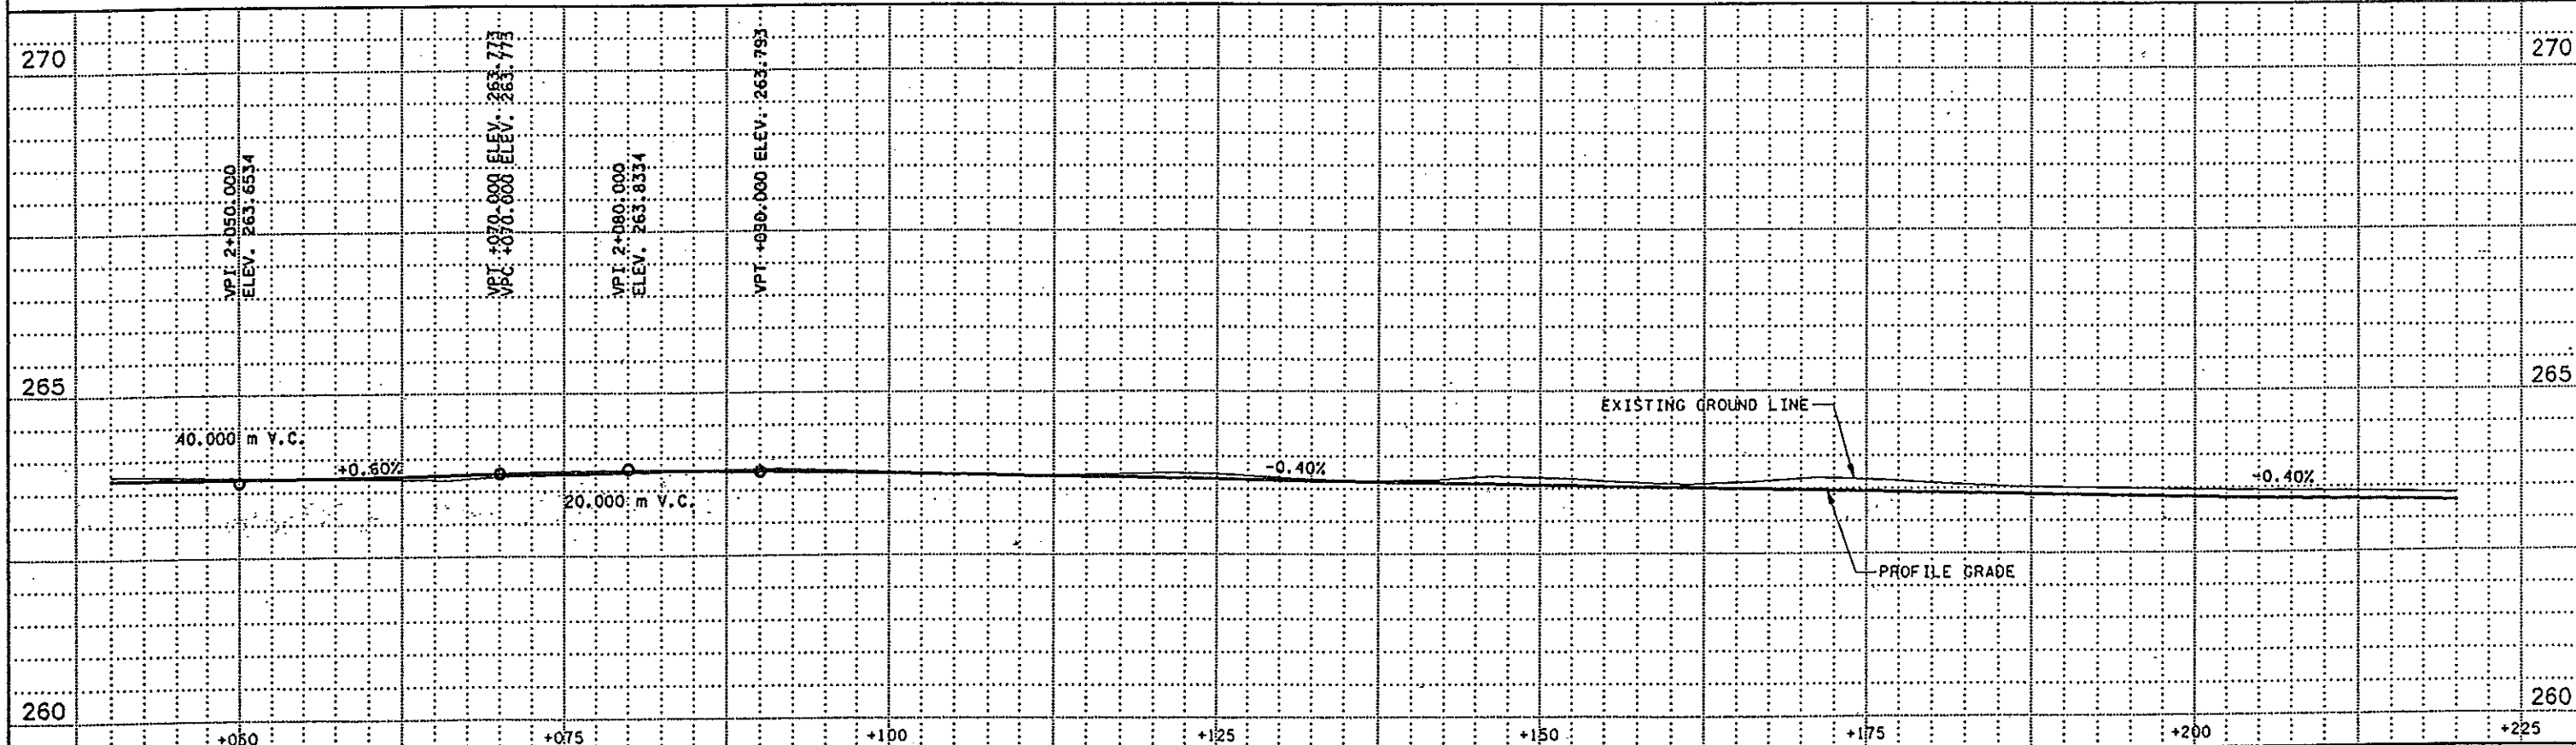 270
270
VPI 2+050.000
ELEV. 263.6534
VPT +070.000 ELEV. 263.773
VPC +070.000 ELEV. 263.773
VPI 2+080.000
ELEV. 263.8334
VPT +090.000 ELEV. 263.793
265
265
EXISTING GROUND LINE
40.000 m V.C.
+0.60%
-0.40%
-0.40%
20.000 m V.C.
PROFILE GRADE
260
260
+050
+075
+100
+125
+150
+175
+200
+225